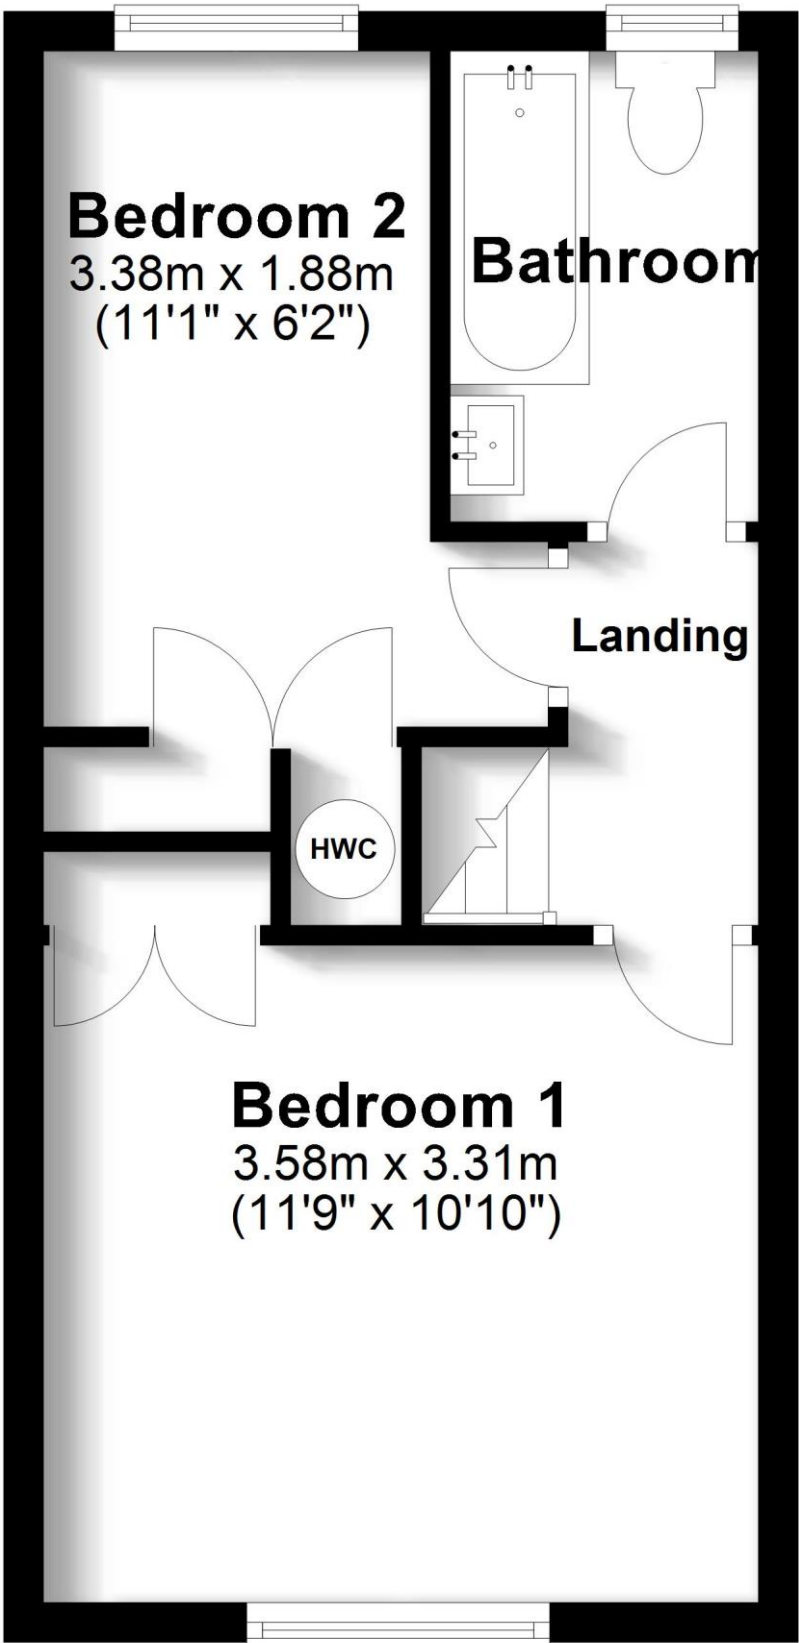 Bedroom 2
3.38m x 1.88m
(11'1" x 6'2")
Bathroom
Landing
HWC
Bedroom 1
3.58m x 3.31m
(11'9" x 10'10")